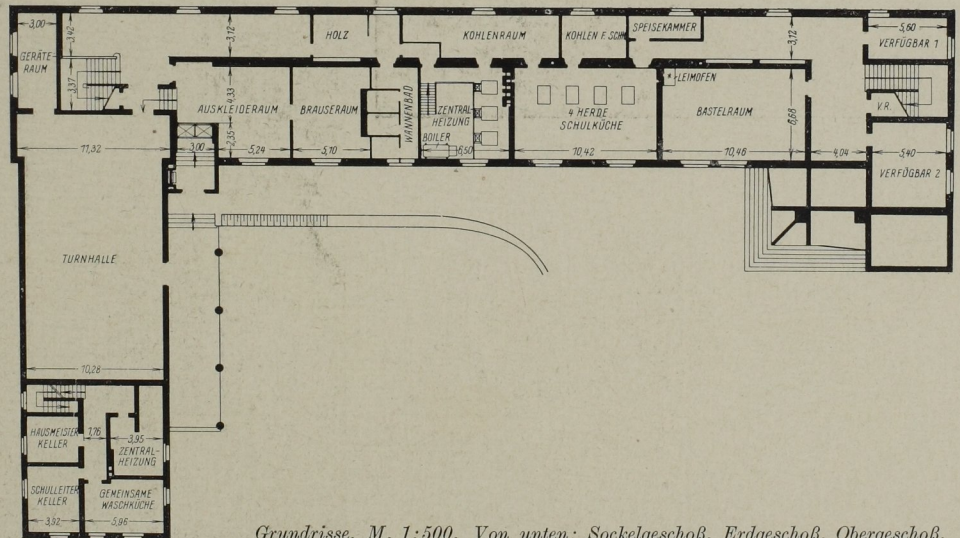 3,00
3,42
3,12
HOLZ
KOHLENRAUM
KOHLEN F. SCH.
SPEISEKAMMER
3,12
5,60
VERFÜGBAR 1
GERÄTE
RAUM
3,37
AUSKLEIDERAUM
4,33
2,35
BRAUSERAUM
WANNENBAD
ZENTRAL-
HEIZUNG
BOILER
6,50
4 HERDE
SCHULKÜCHE
LEIMOFEN
BASTELRAUM
6,68
V.R.
11,92
3,00
5,24
5,10
10,42
10,46
4,04
5,40
VERFÜGBAR 2
TURNHALLE
10,28
HAUSMEISTER
KELLER
1,76
3,95
ZENTRAL-
HEIZUNG
SCHULLEITER
KELLER
3,92
GEMEINSAME
WASCHKÜCHE
5,96
Grundrisse. M. 1:500. Von unten: Sockelgeschoß, Erdgeschoß, Obergeschoß.